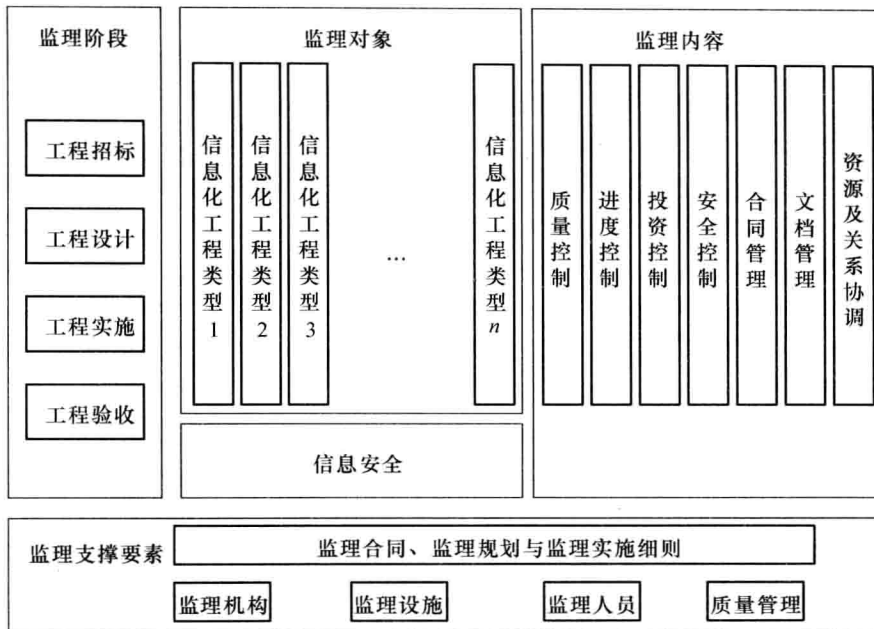 监理阶段
工程招标
工程设计
工程实施
工程验收
监理对象
信息化工程类型1
信息化工程类型2
信息化工程类型3
…
信息化工程类型n
信息安全
监理内容
质量控制
进度控制
投资控制
安全控制
合同管理
文档管理
资源及关系协调
监理支撑要素
监理合同、监理规划与监理实施细则
监理机构
监理设施
监理人员
质量管理